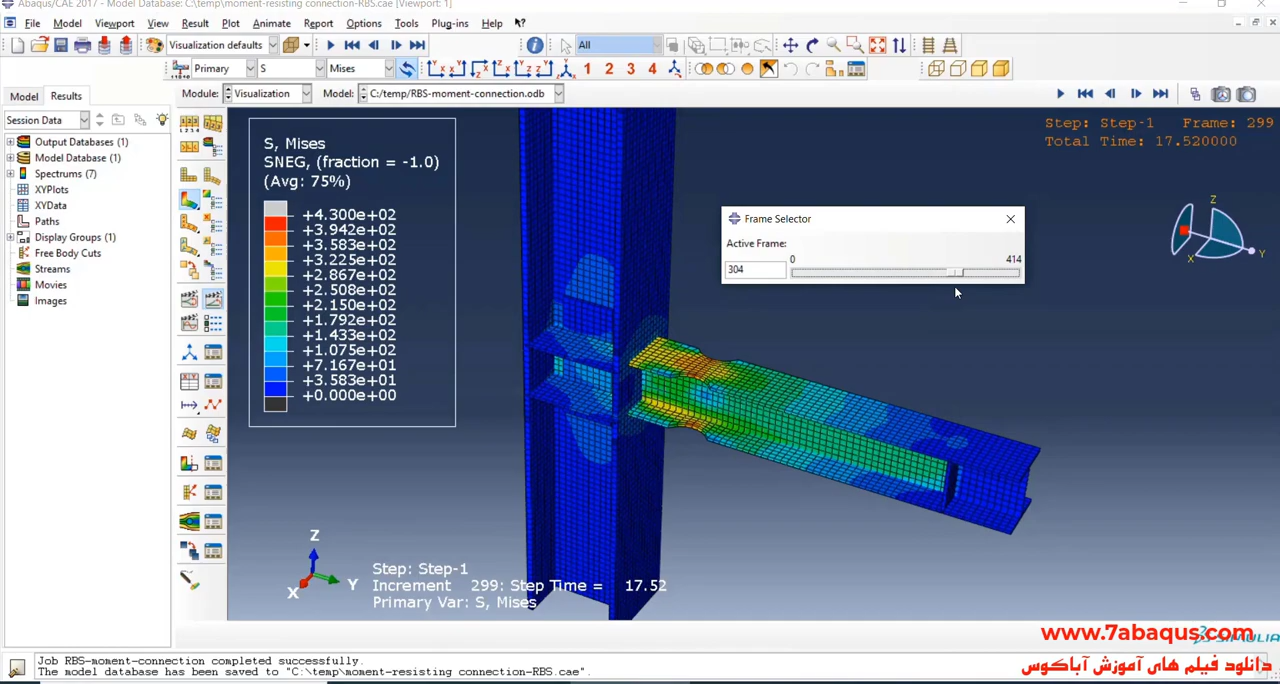 Abaqus/CAE 2017 - Model Database: C:\temp\moment-resisting connection-RBS.cae [Viewport: 1]
File Model Viewport View Result Plot Animate Report Options Tools Plug-ins Help
Visualization defaults All
Primary S Mises 1 2 3 4
Model Results Module: Visualization Model: C:/temp/RBS-moment-connection.odb
Session Data
Output Databases (1)
Model Database (1)
Spectrums (7)
XYPlots
XYData
Paths
Display Groups (1)
Free Body Cuts
Streams
Movies
Images
S, Mises
SNEG, (fraction = -1.0)
(Avg: 75%)
+4.300e+02
+3.942e+02
+3.583e+02
+3.225e+02
+2.867e+02
+2.508e+02
+2.150e+02
+1.792e+02
+1.433e+02
+1.075e+02
+7.167e+01
+3.583e+01
+0.000e+00
Step: Step-1 Frame: 299
Total Time: 17.520000
Frame Selector
Active Frame:
0 414
304
Z
X Y
Z
Y
X
Step: Step-1
Increment 299: Step Time = 17.52
Primary Var: S, Mises
www.7abaqus.com
SIMULIA
دانلود فیلم های آموزش آباکوس
Job RBS-moment-connection completed successfully.
The model database has been saved to "C:\temp\moment-resisting connection-RBS.cae".